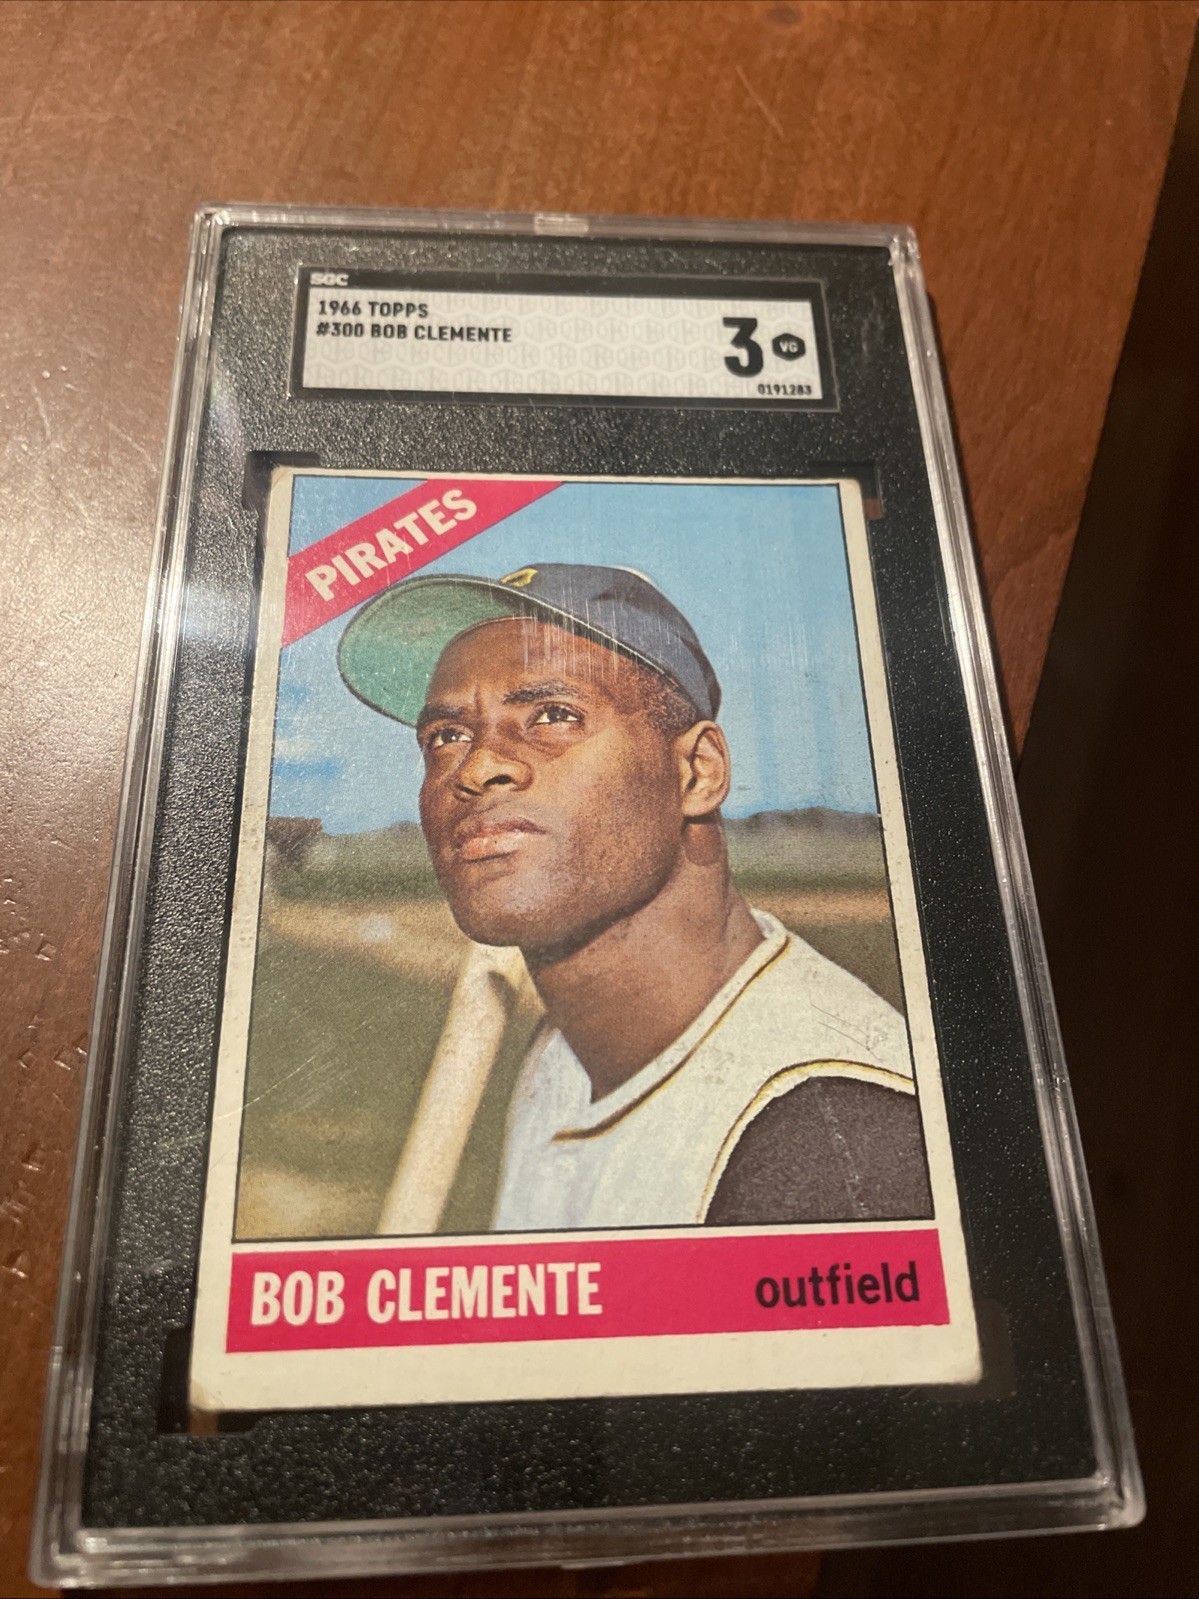 SGC
1966 TOPPS
#300 BOB CLEMENTE
3 VG
0191283
PIRATES
BOB CLEMENTE outfield